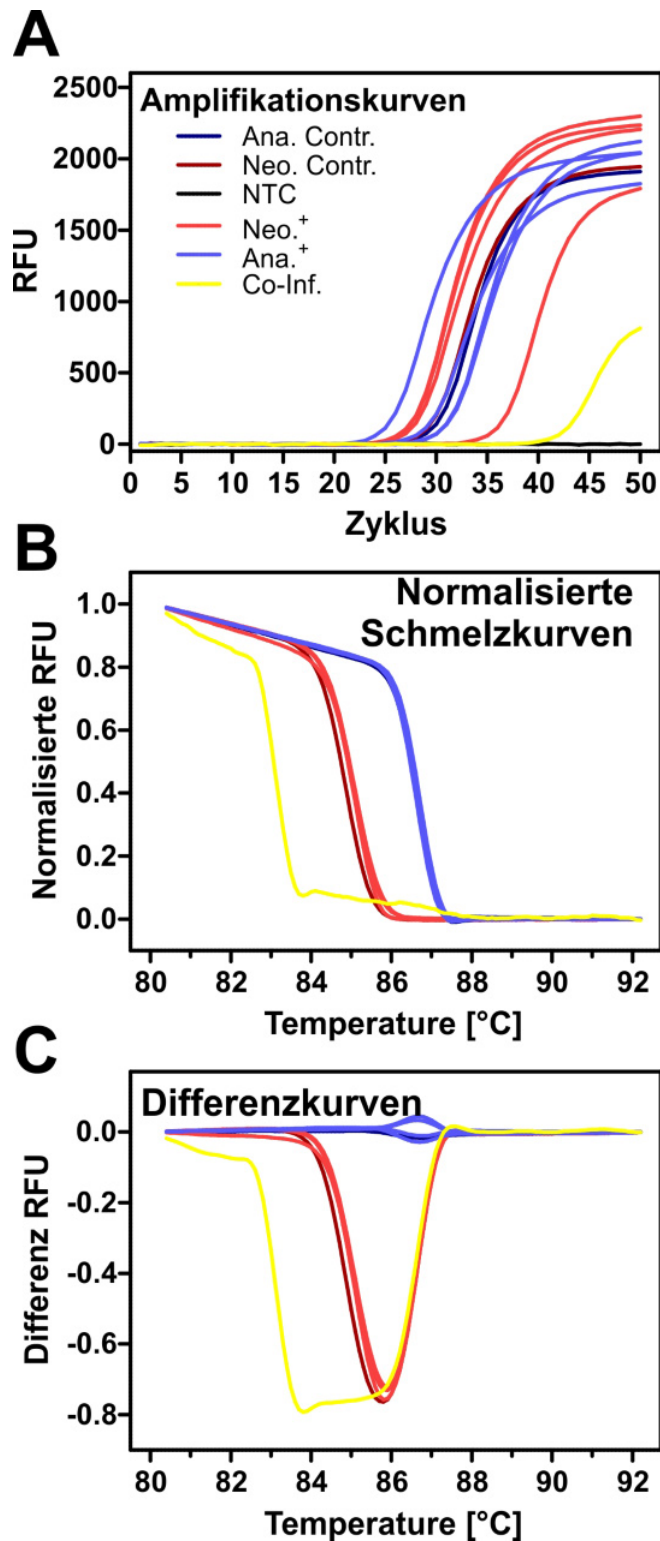 A
Amplifikationskurven
Ana. Contr.
Neo. Contr.
NTC
Neo.+
Ana.+
Co-Inf.
RFU
2500
2000
1500
1000
500
0
0 5 10 15 20 25 30 35 40 45 50
Zyklus
B
Normalisierte
Schmelzkurven
Normalisierte RFU
1.0
0.8
0.6
0.4
0.2
0.0
80 82 84 86 88 90 92
Temperature [°C]
C
Differenzkurven
Differenz RFU
0.0
-0.2
-0.4
-0.6
-0.8
80 82 84 86 88 90 92
Temperature [°C]